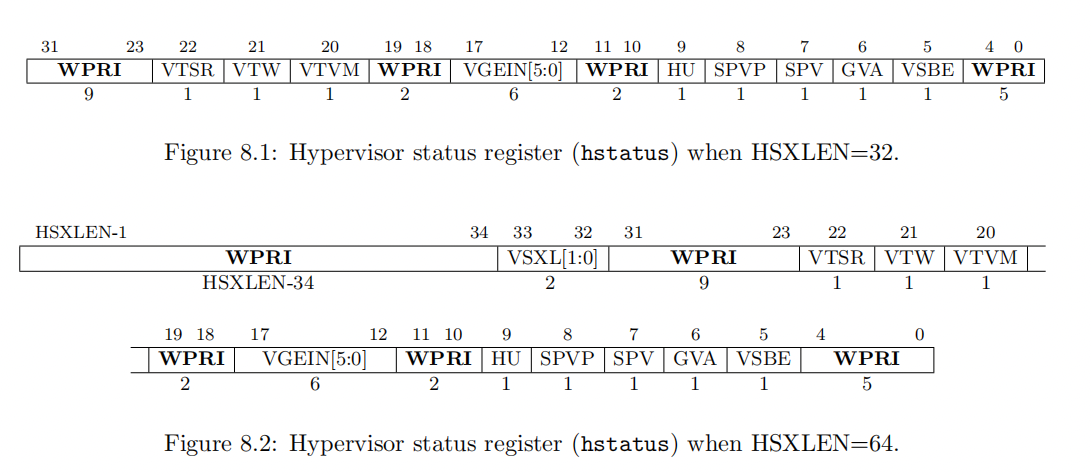 31 23 22 21 20 19 18 17 12 11 10 9 8 7 6 5 4 0
WPRI VTSR VTW VTVM WPRI VGEIN[5:0] WPRI HU SPVP SPV GVA VSBE WPRI
9 1 1 1 2 6 2 1 1 1 1 1 5
Figure 8.1: Hypervisor status register (hstatus) when HSXLEN=32.
HSXLEN-1 34 33 32 31 23 22 21 20
WPRI VSXL[1:0] WPRI VTSR VTW VTVM
HSXLEN-34 2 9 1 1 1
19 18 17 12 11 10 9 8 7 6 5 4 0
WPRI VGEIN[5:0] WPRI HU SPVP SPV GVA VSBE WPRI
2 6 2 1 1 1 1 1 5
Figure 8.2: Hypervisor status register (hstatus) when HSXLEN=64.